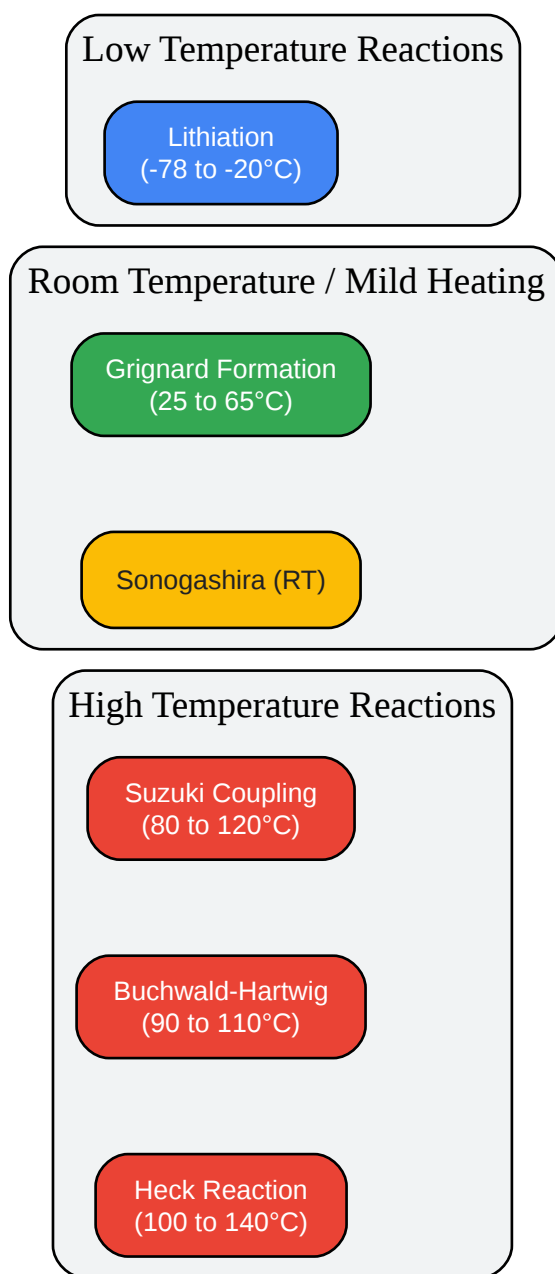 Low Temperature Reactions
Lithiation
(-78 to -20°C)
Room Temperature / Mild Heating
Grignard Formation
(25 to 65°C)
Sonogashira (RT)
High Temperature Reactions
Suzuki Coupling
(80 to 120°C)
Buchwald-Hartwig
(90 to 110°C)
Heck Reaction
(100 to 140°C)